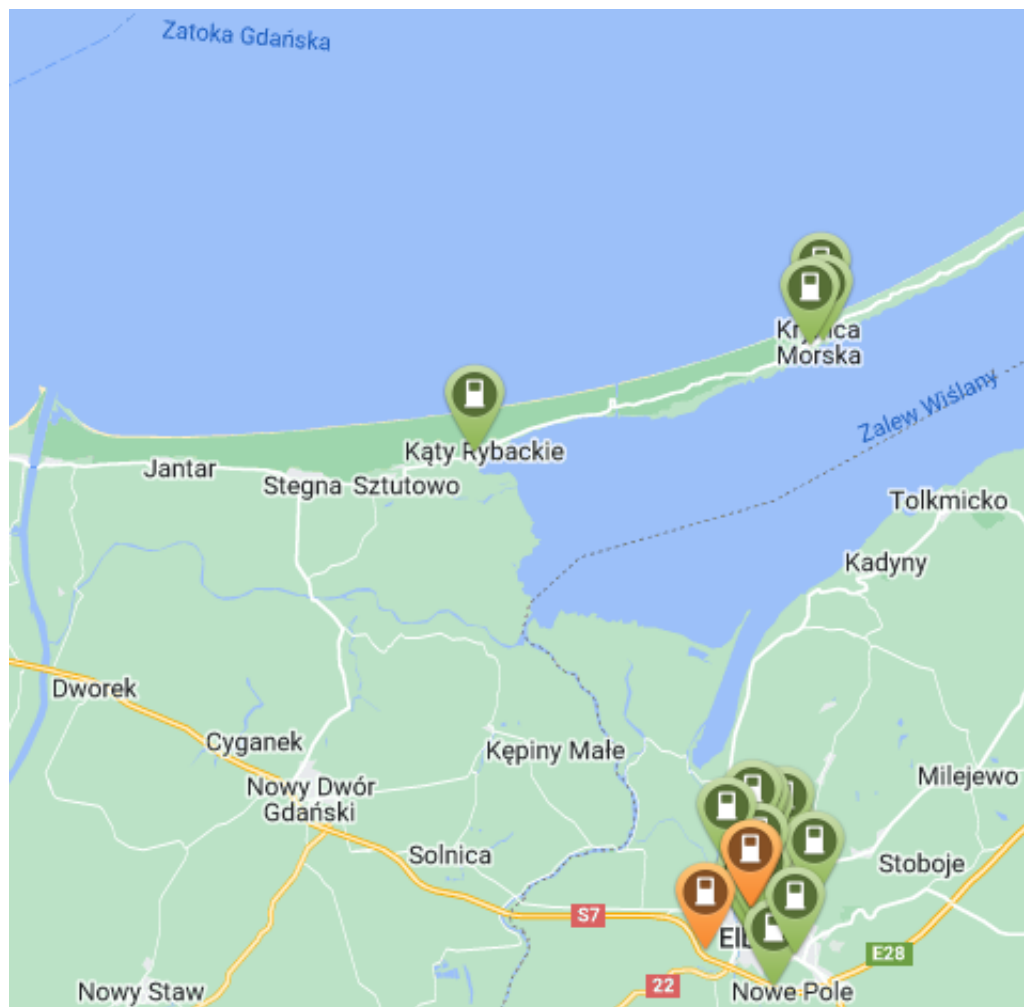 Zatoka Gdańska
Morska
Zalew Wiślany
Kąty Rybackie
Jantar
Stegna Sztutowo
Tolkmicko
Kadyny
Dworek
Cyganek
Kępiny Małe
Nowy Dwór
Gdański
Milejewo
Solnica
Stoboje
S7
E28
22
Nowy Staw
Nowe Pole